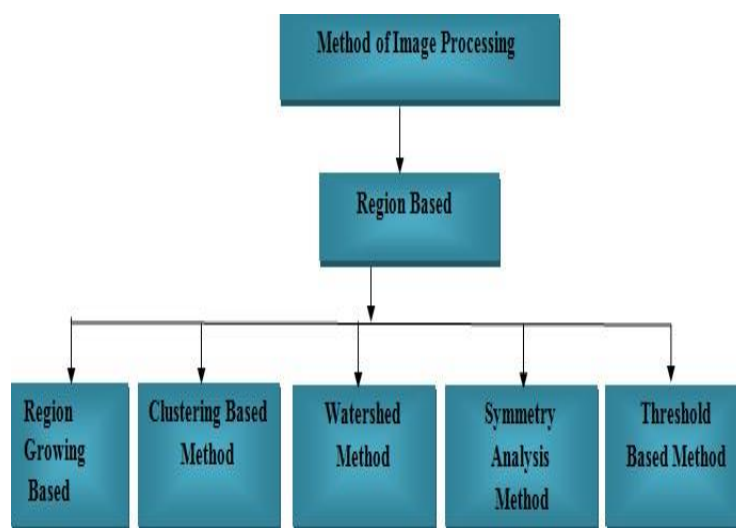 Method of Image Processing
Region Based
Region
Growing
Based
Clustering Based
Method
Watershed
Method
Symmetry
Analysis
Method
Threshold
Based Method